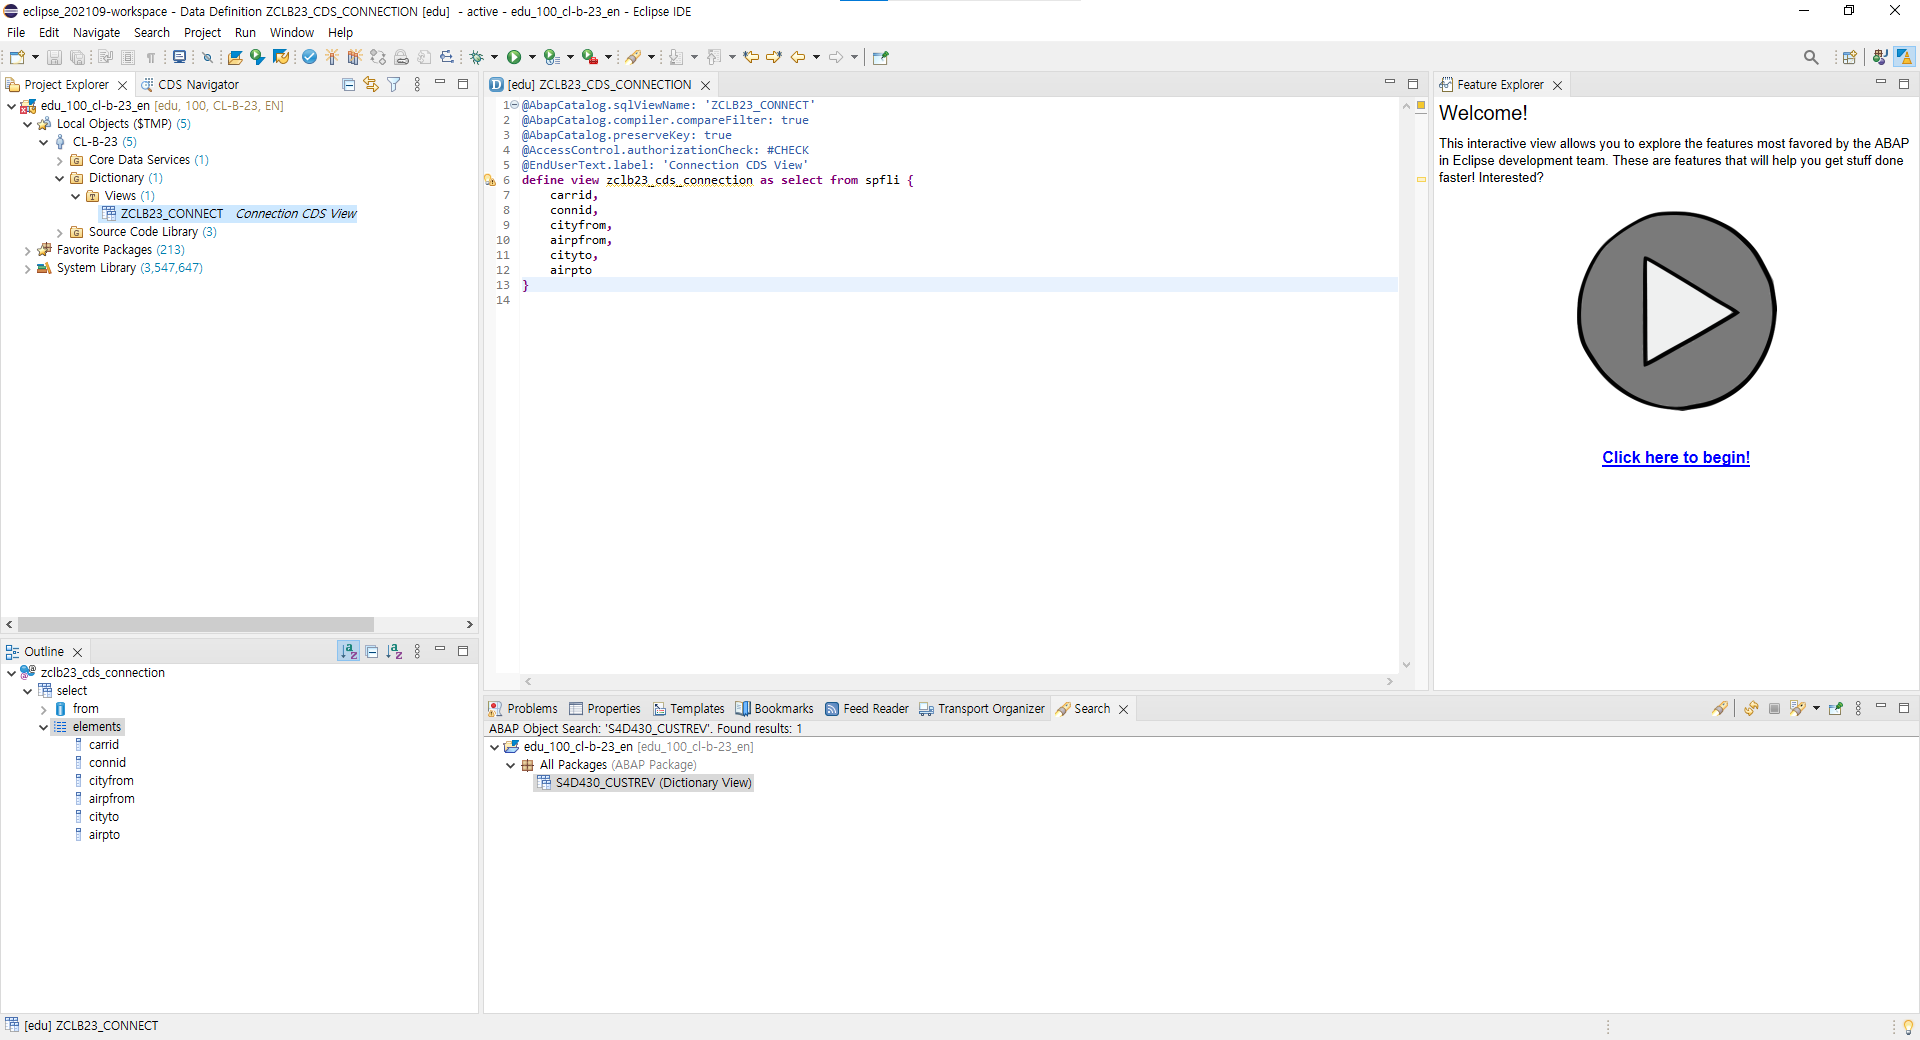 eclipse_202109-workspace - Data Definition ZCLB23_CDS_CONNECTION [edu]  - active - edu_100_cl-b-23_en - Eclipse IDE
File Edit Navigate Search Project Run Window Help
Project Explorer CDS Navigator
edu_100_cl-b-23_en [edu, 100, CL-B-23, EN]
Local Objects ($TMP) (5)
CL-B-23 (5)
Core Data Services (1)
Dictionary (1)
Views (1)
ZCLB23_CONNECT Connection CDS View
Source Code Library (3)
Favorite Packages (213)
System Library (3,547,647)
Outline
zclb23_cds_connection
select
from
elements
carrid
connid
cityfrom
airpfrom
cityto
airpto
[edu] ZCLB23_CDS_CONNECTION
1 @AbapCatalog.sqlViewName: 'ZCLB23_CONNECT'
2 @AbapCatalog.compiler.compareFilter: true
3 @AbapCatalog.preserveKey: true
4 @AccessControl.authorizationCheck: #CHECK
5 @EndUserText.label: 'Connection CDS View'
6 define view zclb23_cds_connection as select from spfli {
7 carrid,
8 connid,
9 cityfrom,
10 airpfrom,
11 cityto,
12 airpto
13 }
14
Feature Explorer
Welcome!
This interactive view allows you to explore the features most favored by the ABAP
in Eclipse development team. These are features that will help you get stuff done
faster! Interested?
Click here to begin!
Problems Properties Templates Bookmarks Feed Reader Transport Organizer Search
ABAP Object Search: 'S4D430_CUSTREV'. Found results: 1
edu_100_cl-b-23_en [edu_100_cl-b-23_en]
All Packages (ABAP Package)
S4D430_CUSTREV (Dictionary View)
[edu] ZCLB23_CONNECT